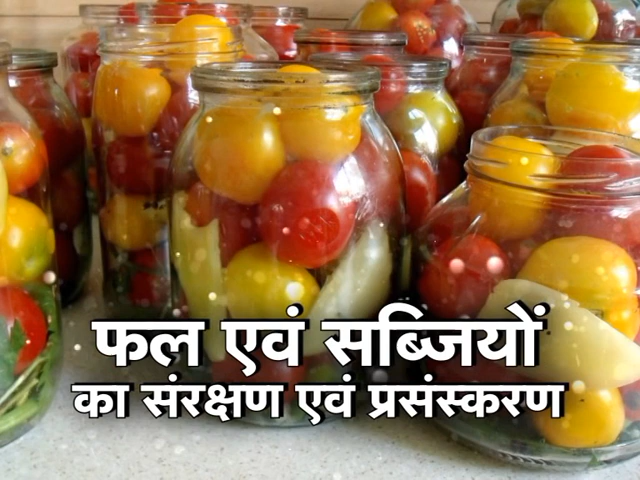 फल एवं सब्जियों
का संरक्षण एवं प्रसंस्करण